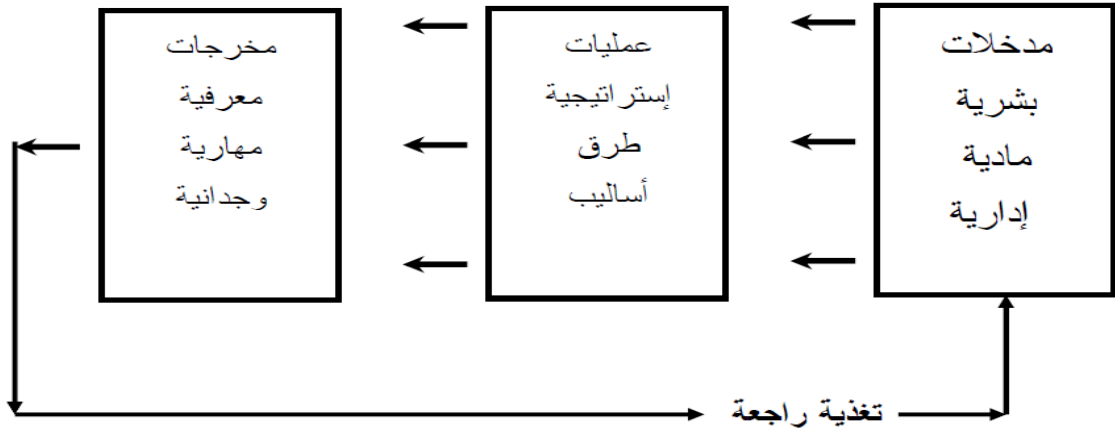 مدخلات
بشرية
مادية
إدارية
عمليات
إستراتيجية
طرق
أساليب
مخرجات
معرفية
مهارية
وجدانية
تغذية راجعة